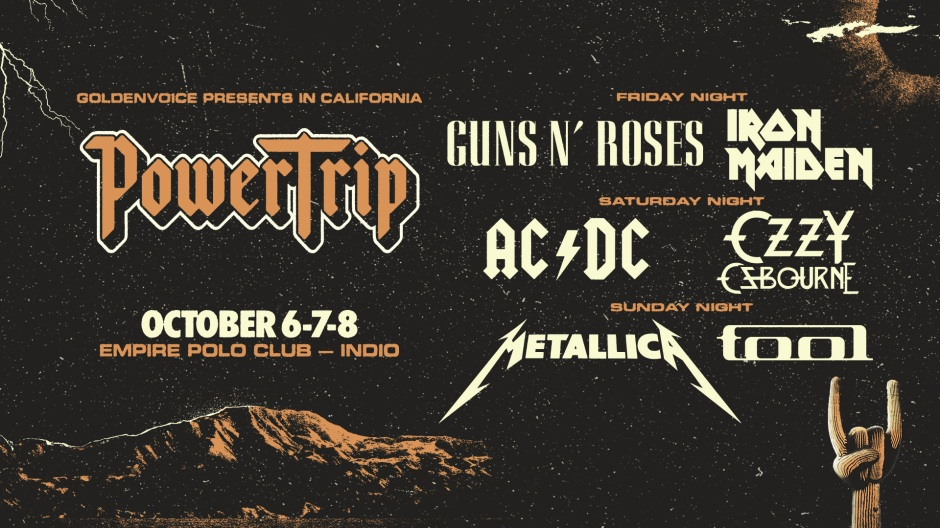 GOLDENVOICE PRESENTS IN CALIFORNIA
PowerTrip
OCTOBER 6-7-8
EMPIRE POLO CLUB – INDIO
FRIDAY NIGHT
GUNS N' ROSES
IRON
MAIDEN
SATURDAY NIGHT
AC⚡DC
OZZY
OSBOURNE
SUNDAY NIGHT
METALLICA
tool